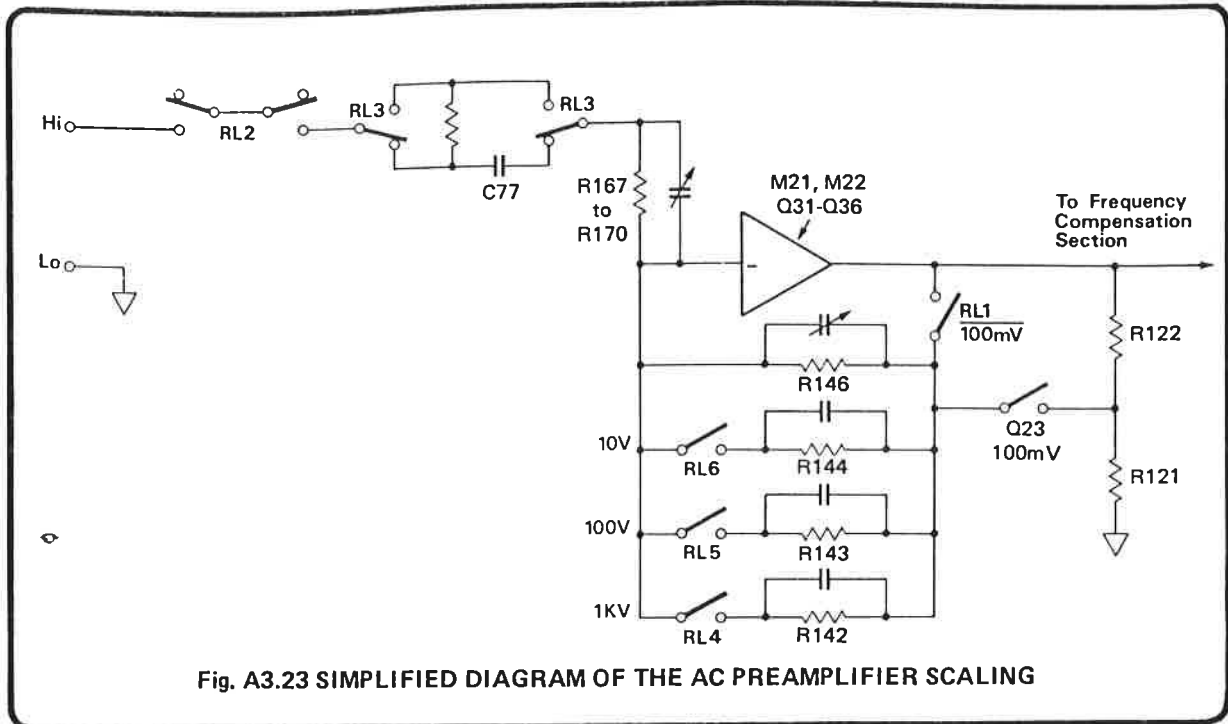 Hi
RL2
RL3
RL3
C77
R167
to
R170
M21, M22
Q31-Q36
-
To Frequency
Compensation
Section
Lo
RL1
100mV
R122
R146
Q23
100mV
10V
RL6
R144
R121
100V
RL5
R143
1KV
RL4
R142
Fig. A3.23 SIMPLIFIED DIAGRAM OF THE AC PREAMPLIFIER SCALING